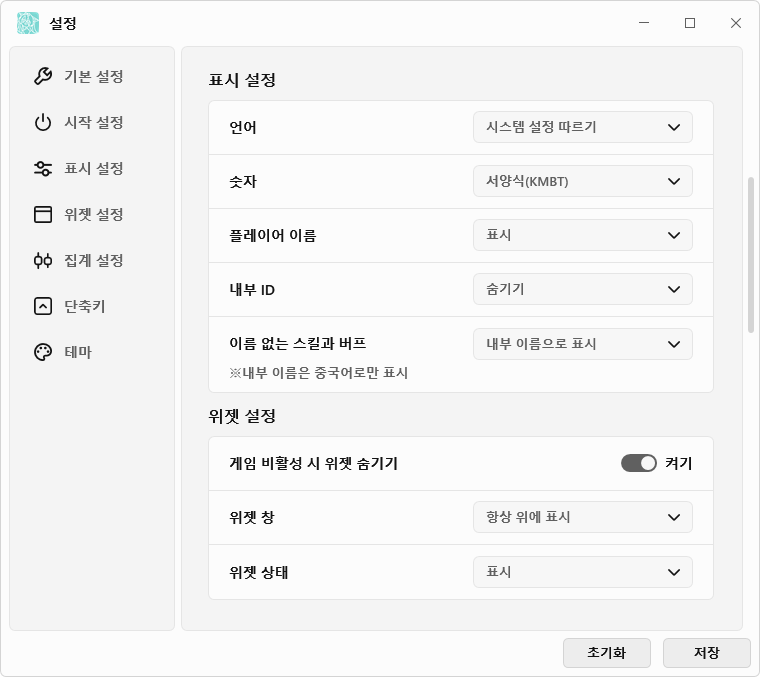 설정
기본 설정
시작 설정
표시 설정
위젯 설정
집계 설정
단축키
테마
표시 설정
언어
시스템 설정 따르기
숫자
서양식(KMBT)
플레이어 이름
표시
내부 ID
숨기기
이름 없는 스킬과 버프
내부 이름으로 표시
※내부 이름은 중국어로만 표시
위젯 설정
게임 비활성 시 위젯 숨기기
켜기
위젯 창
항상 위에 표시
위젯 상태
표시
초기화
저장